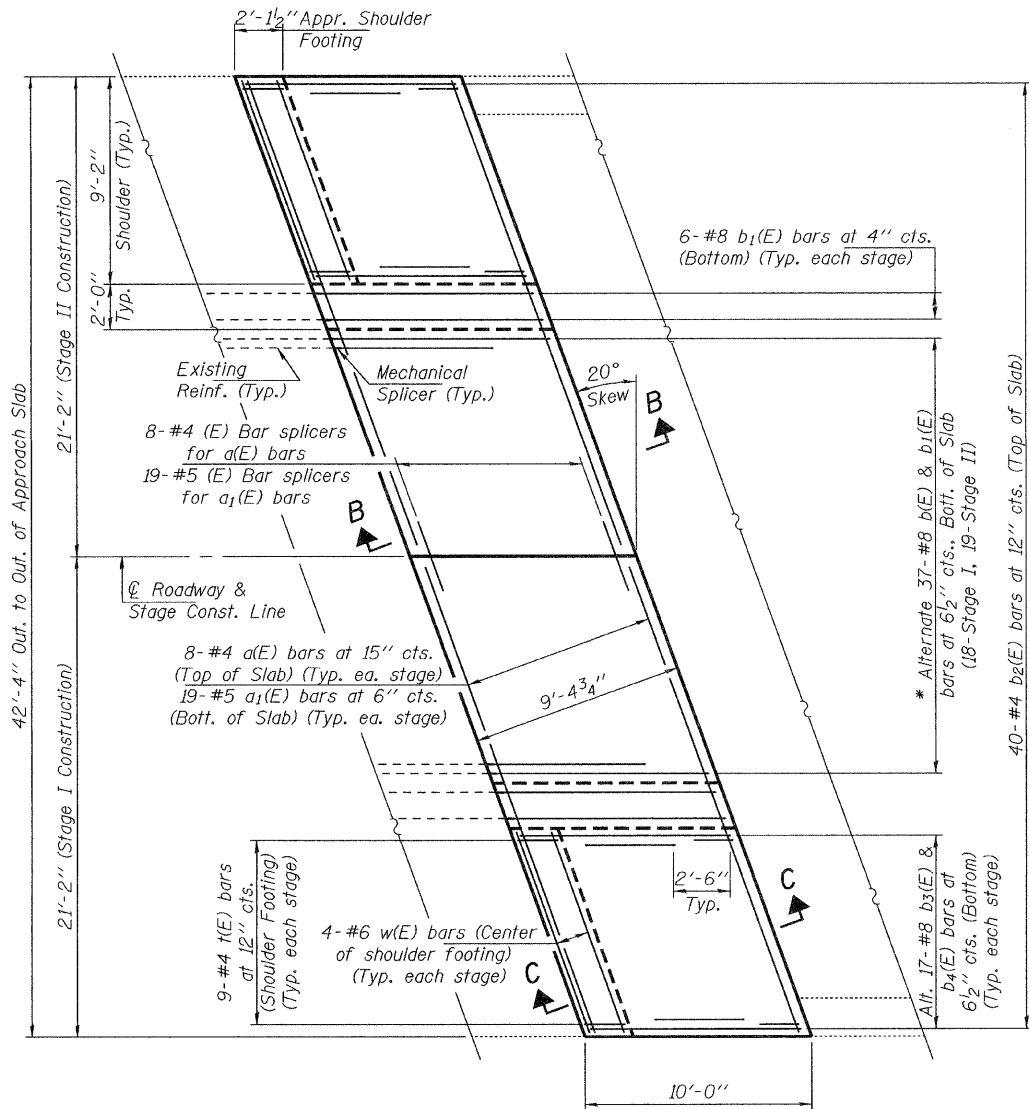 2'-1½" Appr. Shoulder
Footing
9'-2"
Shoulder (Typ.)
2'-0"
Typ.
21'-2" (Stage II Construction)
42'-4" Out. to Out. of Approach Slab
6-#8 b₁(E) bars at 4" cts.
(Bottom) (Typ. each stage)
Existing
Reinf. (Typ.)
Mechanical
Splicer (Typ.)
20°
Skew
B
8-#4 (E) Bar splicers
for a(E) bars
19-#5 (E) Bar splicers
for a₁(E) bars
B
* Alternate 37-#8 b(E) & b₁(E)
bars at 6½" cts., Bott. of Slab
(18-Stage I, 19-Stage II)
40-#4 b₂(E) bars at 12" cts. (Top of Slab)
℄ Roadway &
Stage Const. Line
8-#4 a(E) bars at 15" cts.
(Top of Slab) (Typ. ea. stage)
19-#5 a₁(E) bars at 6" cts.
(Bott. of Slab) (Typ. ea. stage)
9'-4¾"
21'-2" (Stage I Construction)
9-#4 t(E) bars
at 12" cts.
(Shoulder Footing)
(Typ. each stage)
2'-6"
Typ.
C
4-#6 w(E) bars (Center
of shoulder footing)
(Typ. each stage)
C
Alt. 17-#8 b₃(E) &
b₄(E) bars at
6½" cts. (Bottom)
(Typ. each stage)
10'-0"